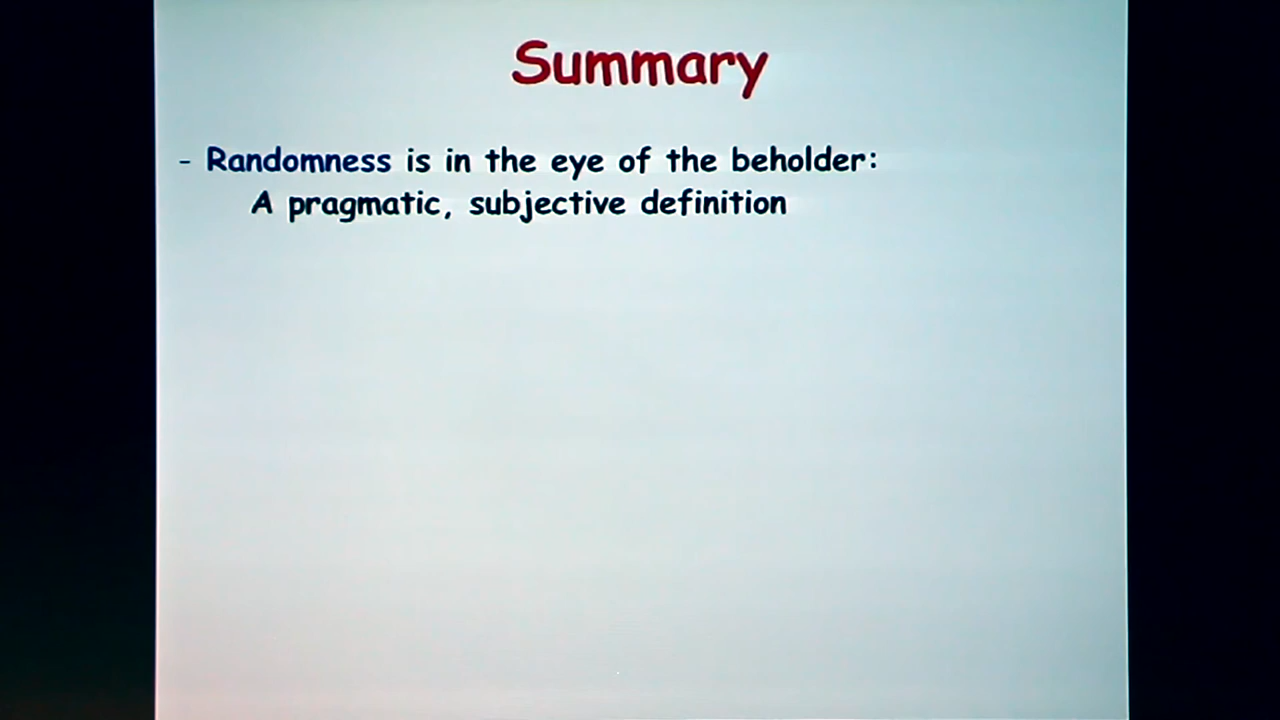 Summary
- Randomness is in the eye of the beholder:
A pragmatic, subjective definition